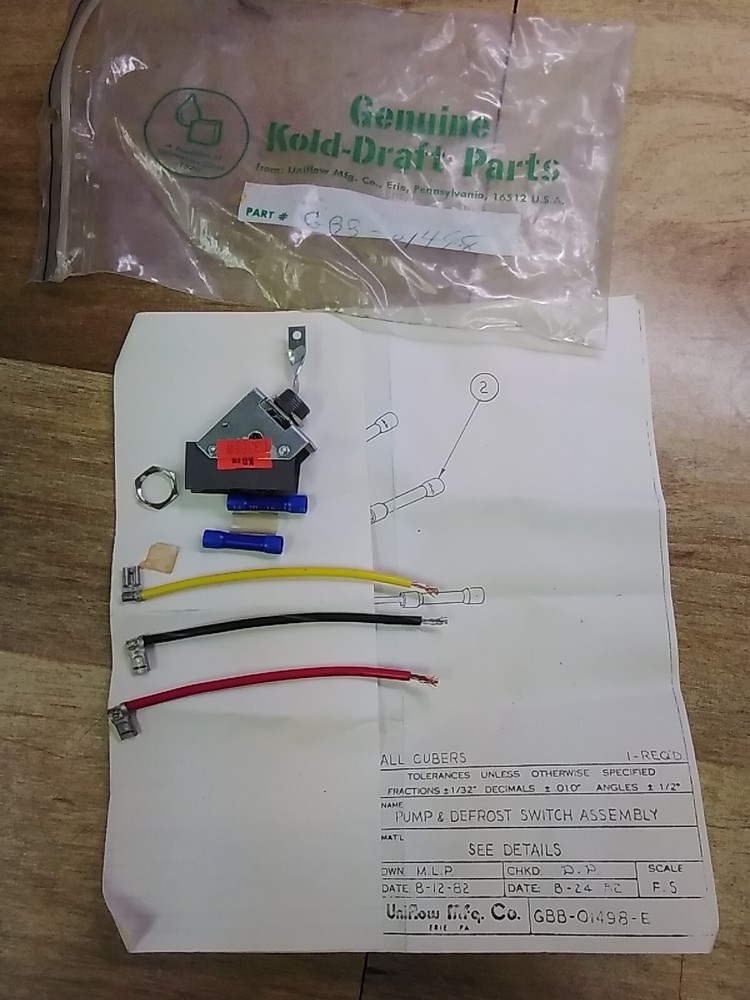 Genuine
Kold-Draft Parts
from: Uniflow Mfg. Co., Erie, Pennsylvania, 16512 U.S.A.
PART # GBB-01498
2
ALL CUBERS 1-REQ'D
TOLERANCES UNLESS OTHERWISE SPECIFIED
FRACTIONS ± 1/32" DECIMALS ± .010" ANGLES ± 1/2°
NAME
PUMP & DEFROST SWITCH ASSEMBLY
MAT'L
SEE DETAILS
DWN M.L.P. CHKD. D.P. SCALE
DATE 8-12-82 DATE: 8-24 82 F.S
Uniflow Mfg. Co. GBB-01498-E
ERIE PA